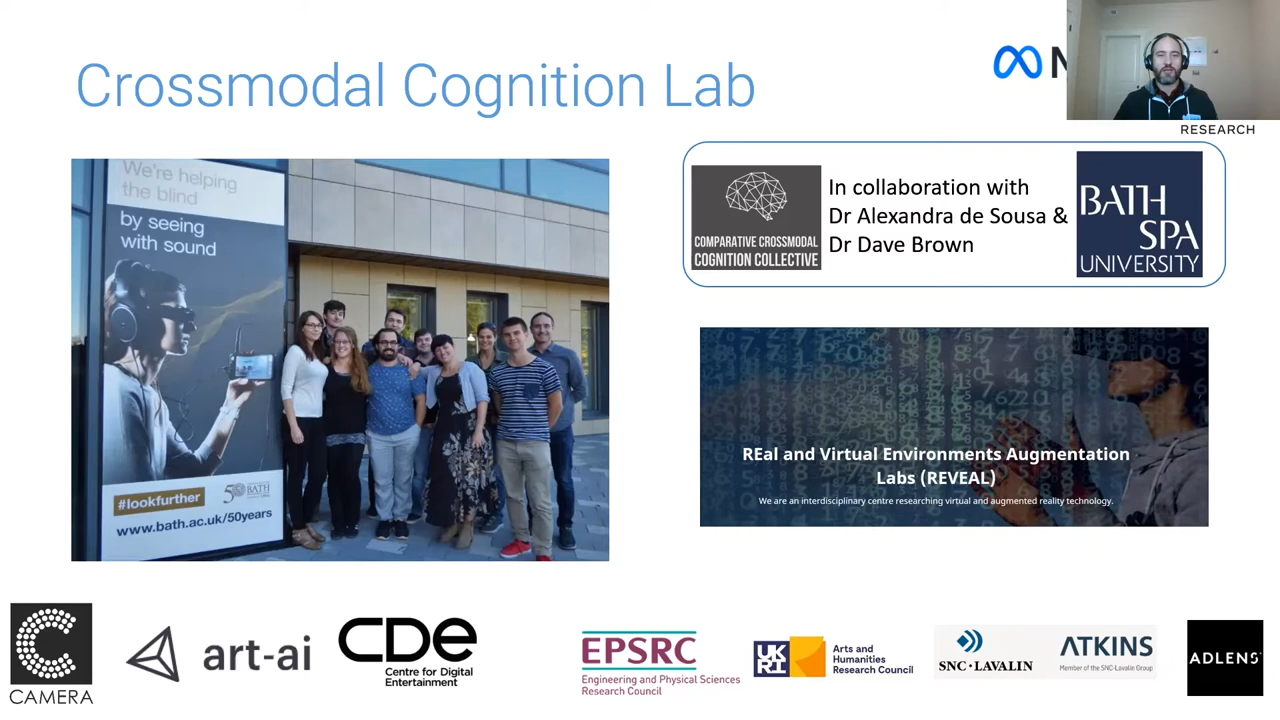 Crossmodal Cognition Lab
RESEARCH
We're helping
the blind
by seeing
with sound
#lookfurther
www.bath.ac.uk/50years
COMPARATIVE CROSSMODAL
COGNITION COLLECTIVE
In collaboration with
Dr Alexandra de Sousa &
Dr Dave Brown
BATH
SPA
UNIVERSITY
REal and Virtual Environments Augmentation
Labs (REVEAL)
We are an interdisciplinary centre researching virtual and augmented reality technology.
CAMERA
art-ai
CDe
Centre for Digital
Entertainment
EPSRC
Engineering and Physical Sciences
Research Council
UKRI
Arts and
Humanities
Research Council
SNC·LAVALIN
ATKINS
Member of the SNC-Lavalin Group
ADLENS